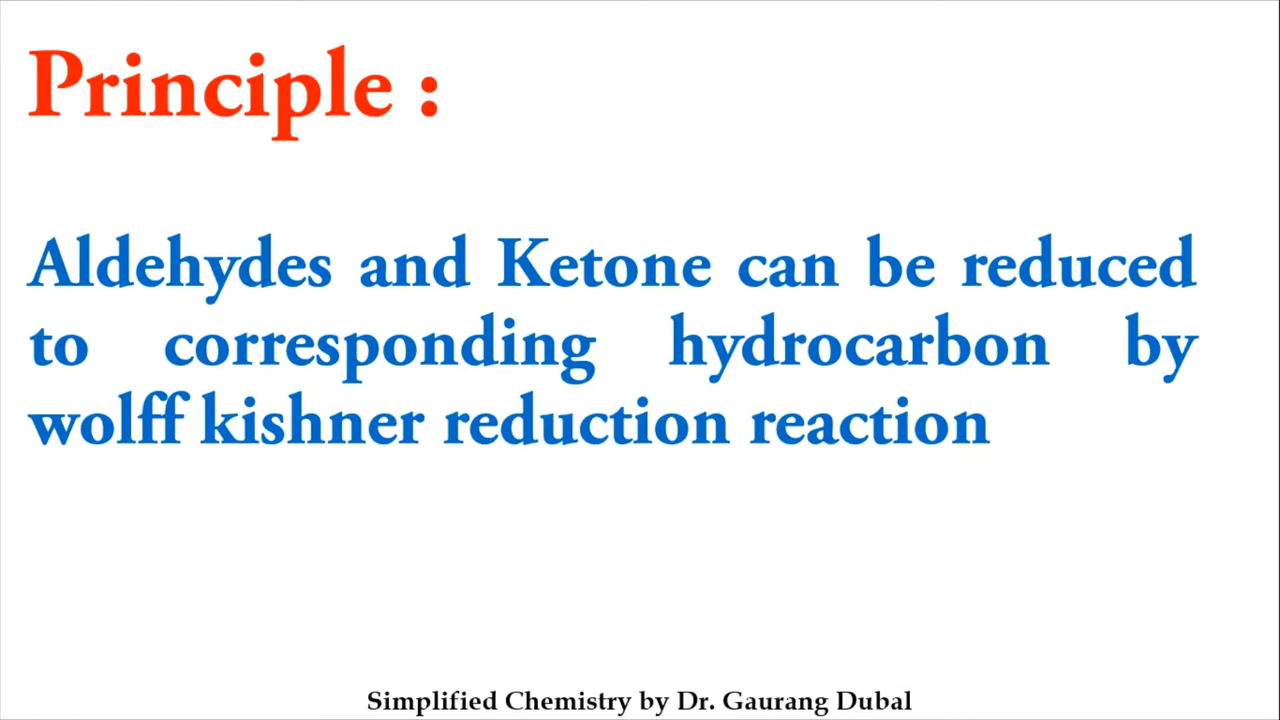 Principle :
Aldehydes and Ketone can be reduced
to corresponding hydrocarbon by
wolff kishner reduction reaction
Simplified Chemistry by Dr. Gaurang Dubal